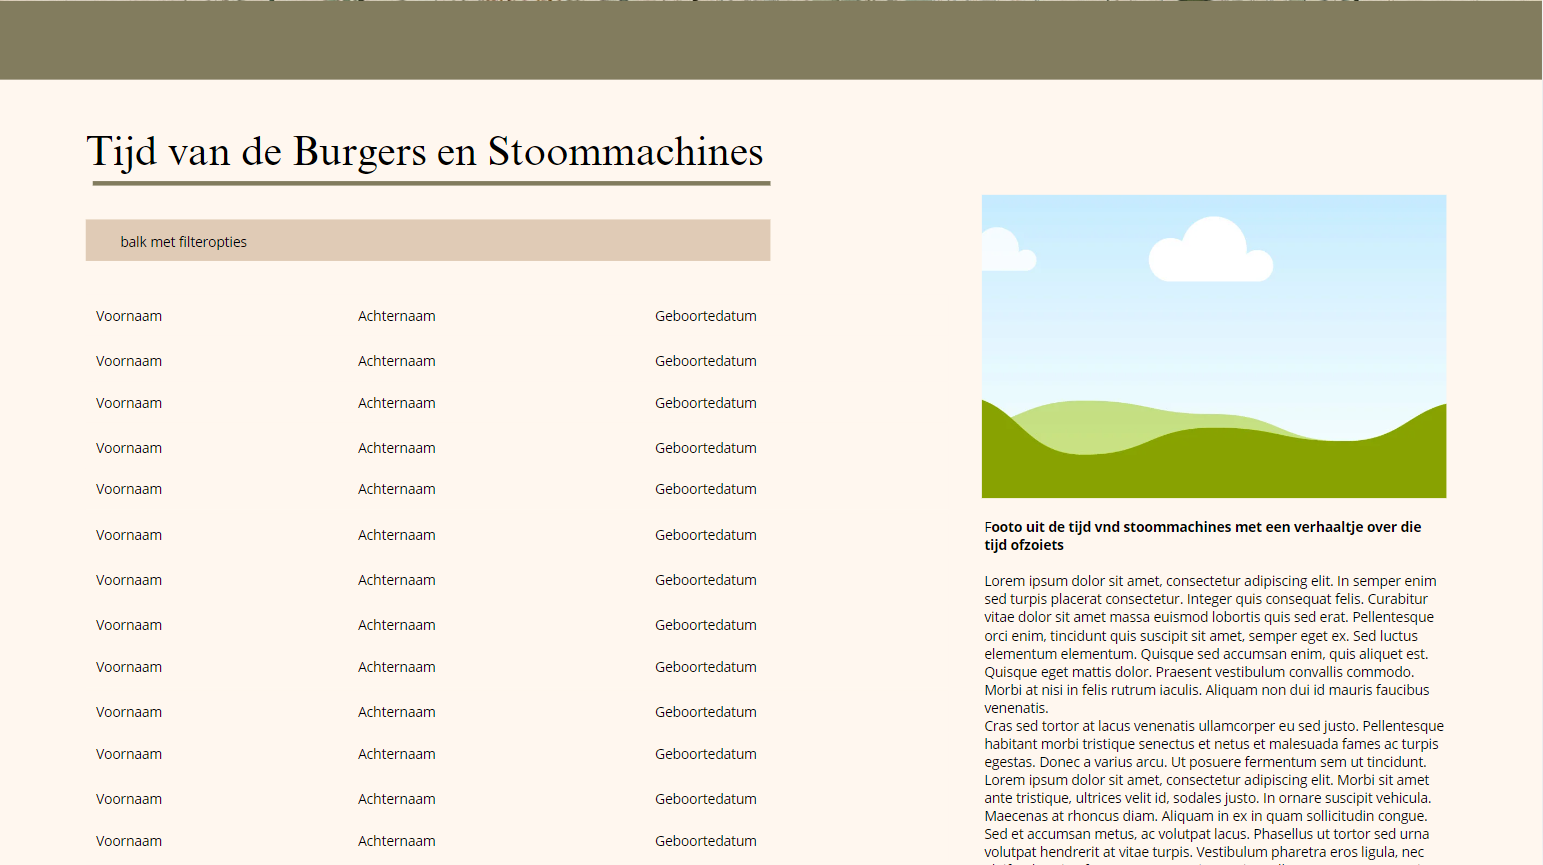 Tijd van de Burgers en Stoommachines
balk met filteropties
Voornaam Achternaam Geboortedatum
Voornaam Achternaam Geboortedatum
Voornaam Achternaam Geboortedatum
Voornaam Achternaam Geboortedatum
Voornaam Achternaam Geboortedatum
Voornaam Achternaam Geboortedatum
Voornaam Achternaam Geboortedatum
Voornaam Achternaam Geboortedatum
Voornaam Achternaam Geboortedatum
Voornaam Achternaam Geboortedatum
Voornaam Achternaam Geboortedatum
Voornaam Achternaam Geboortedatum
Voornaam Achternaam Geboortedatum
Footo uit de tijd vnd stoommachines met een verhaaltje over die
tijd ofzoiets
Lorem ipsum dolor sit amet, consectetur adipiscing elit. In semper enim
sed turpis placerat consectetur. Integer quis consequat felis. Curabitur
vitae dolor sit amet massa euismod lobortis quis sed erat. Pellentesque
orci enim, tincidunt quis suscipit sit amet, semper eget ex. Sed luctus
elementum elementum. Quisque sed accumsan enim, quis aliquet est.
Quisque eget mattis dolor. Praesent vestibulum convallis commodo.
Morbi at nisi in felis rutrum iaculis. Aliquam non dui id mauris faucibus
venenatis.
Cras sed tortor at lacus venenatis ullamcorper eu sed justo. Pellentesque
habitant morbi tristique senectus et netus et malesuada fames ac turpis
egestas. Donec a varius arcu. Ut posuere fermentum sem ut tincidunt.
Lorem ipsum dolor sit amet, consectetur adipiscing elit. Morbi sit amet
ante tristique, ultrices velit id, sodales justo. In ornare suscipit vehicula.
Maecenas at rhoncus diam. Aliquam in ex in quam sollicitudin congue.
Sed et accumsan metus, ac volutpat lacus. Phasellus ut tortor sed urna
volutpat hendrerit at vitae turpis. Vestibulum pharetra eros ligula, nec